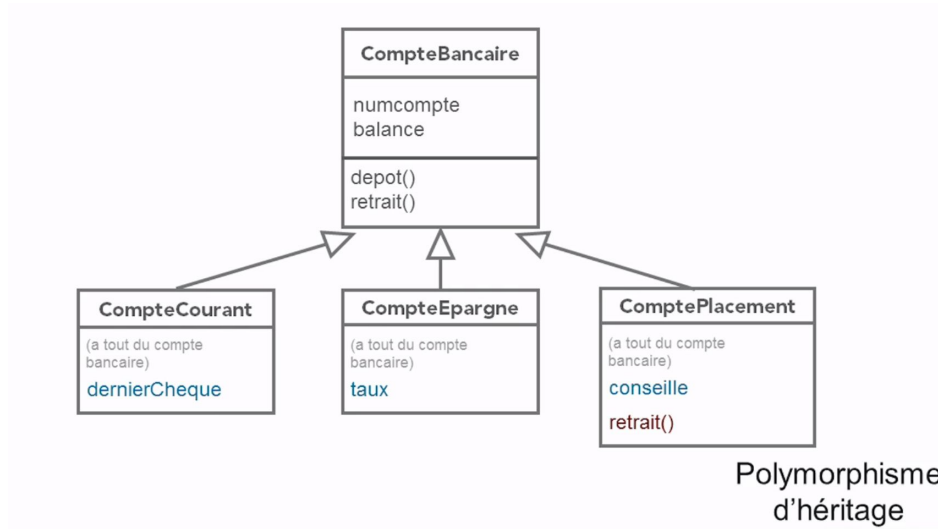 CompteBancaire
numcompte
balance
depot()
retrait()
CompteCourant
(a tout du compte
bancaire)
dernierCheque
CompteEpargne
(a tout du compte
bancaire)
taux
ComptePlacement
(a tout du compte
bancaire)
conseille
retrait()
Polymorphisme
d'héritage